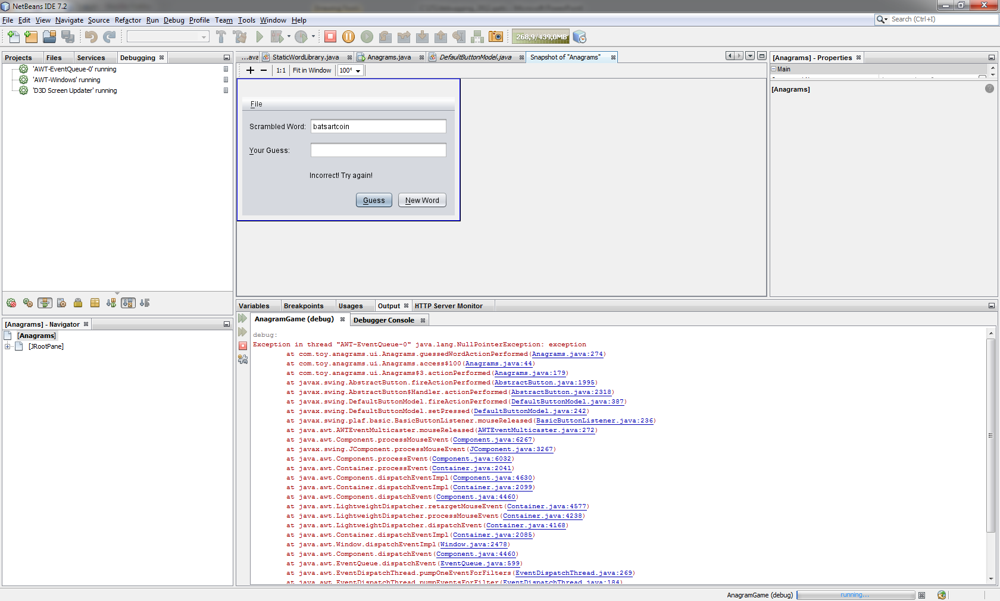 NetBeans IDE 7.2
File Edit View Navigate Source Refactor Run Debug Profile Team Tools Window Help
Search (Ctrl+I)
268,9/439,0MB
Projects Files Services Debugging
'AWT-EventQueue-0' running
'AWT-Windows' running
'D3D Screen Updater' running
...ava StaticWordLibrary.java Anagrams.java DefaultButtonModel.java Snapshot of "Anagrams"
1:1 Fit in Window 100%
File
Scrambled Word: batsartcoin
Your Guess:
Incorrect! Try again!
Guess New Word
[Anagrams] - Properties
Main
[Anagrams]
[Anagrams] - Navigator
[Anagrams]
[JRootPane]
Variables Breakpoints Usages Output HTTP Server Monitor
AnagramGame (debug) Debugger Console
debug:
Exception in thread "AWT-EventQueue-0" java.lang.NullPointerException: exception
at com.toy.anagrams.ui.Anagrams.guessedWordActionPerformed(Anagrams.java:274)
at com.toy.anagrams.ui.Anagrams.access$100(Anagrams.java:44)
at com.toy.anagrams.ui.Anagrams$3.actionPerformed(Anagrams.java:179)
at javax.swing.AbstractButton.fireActionPerformed(AbstractButton.java:1995)
at javax.swing.AbstractButton$Handler.actionPerformed(AbstractButton.java:2318)
at javax.swing.DefaultButtonModel.fireActionPerformed(DefaultButtonModel.java:387)
at javax.swing.DefaultButtonModel.setPressed(DefaultButtonModel.java:242)
at javax.swing.plaf.basic.BasicButtonListener.mouseReleased(BasicButtonListener.java:236)
at java.awt.AWTEventMulticaster.mouseReleased(AWTEventMulticaster.java:272)
at java.awt.Component.processMouseEvent(Component.java:6267)
at javax.swing.JComponent.processMouseEvent(JComponent.java:3267)
at java.awt.Component.processEvent(Component.java:6032)
at java.awt.Container.processEvent(Container.java:2041)
at java.awt.Component.dispatchEventImpl(Component.java:4630)
at java.awt.Container.dispatchEventImpl(Container.java:2099)
at java.awt.Component.dispatchEvent(Component.java:4460)
at java.awt.LightweightDispatcher.retargetMouseEvent(Container.java:4577)
at java.awt.LightweightDispatcher.processMouseEvent(Container.java:4238)
at java.awt.LightweightDispatcher.dispatchEvent(Container.java:4168)
at java.awt.Container.dispatchEventImpl(Container.java:2085)
at java.awt.Window.dispatchEventImpl(Window.java:2478)
at java.awt.Component.dispatchEvent(Component.java:4460)
at java.awt.EventQueue.dispatchEvent(EventQueue.java:599)
at java.awt.EventDispatchThread.pumpOneEventForFilters(EventDispatchThread.java:269)
at java.awt.EventDispatchThread.pumpEventsForFilter(EventDispatchThread.java:184)
AnagramGame (debug) running...